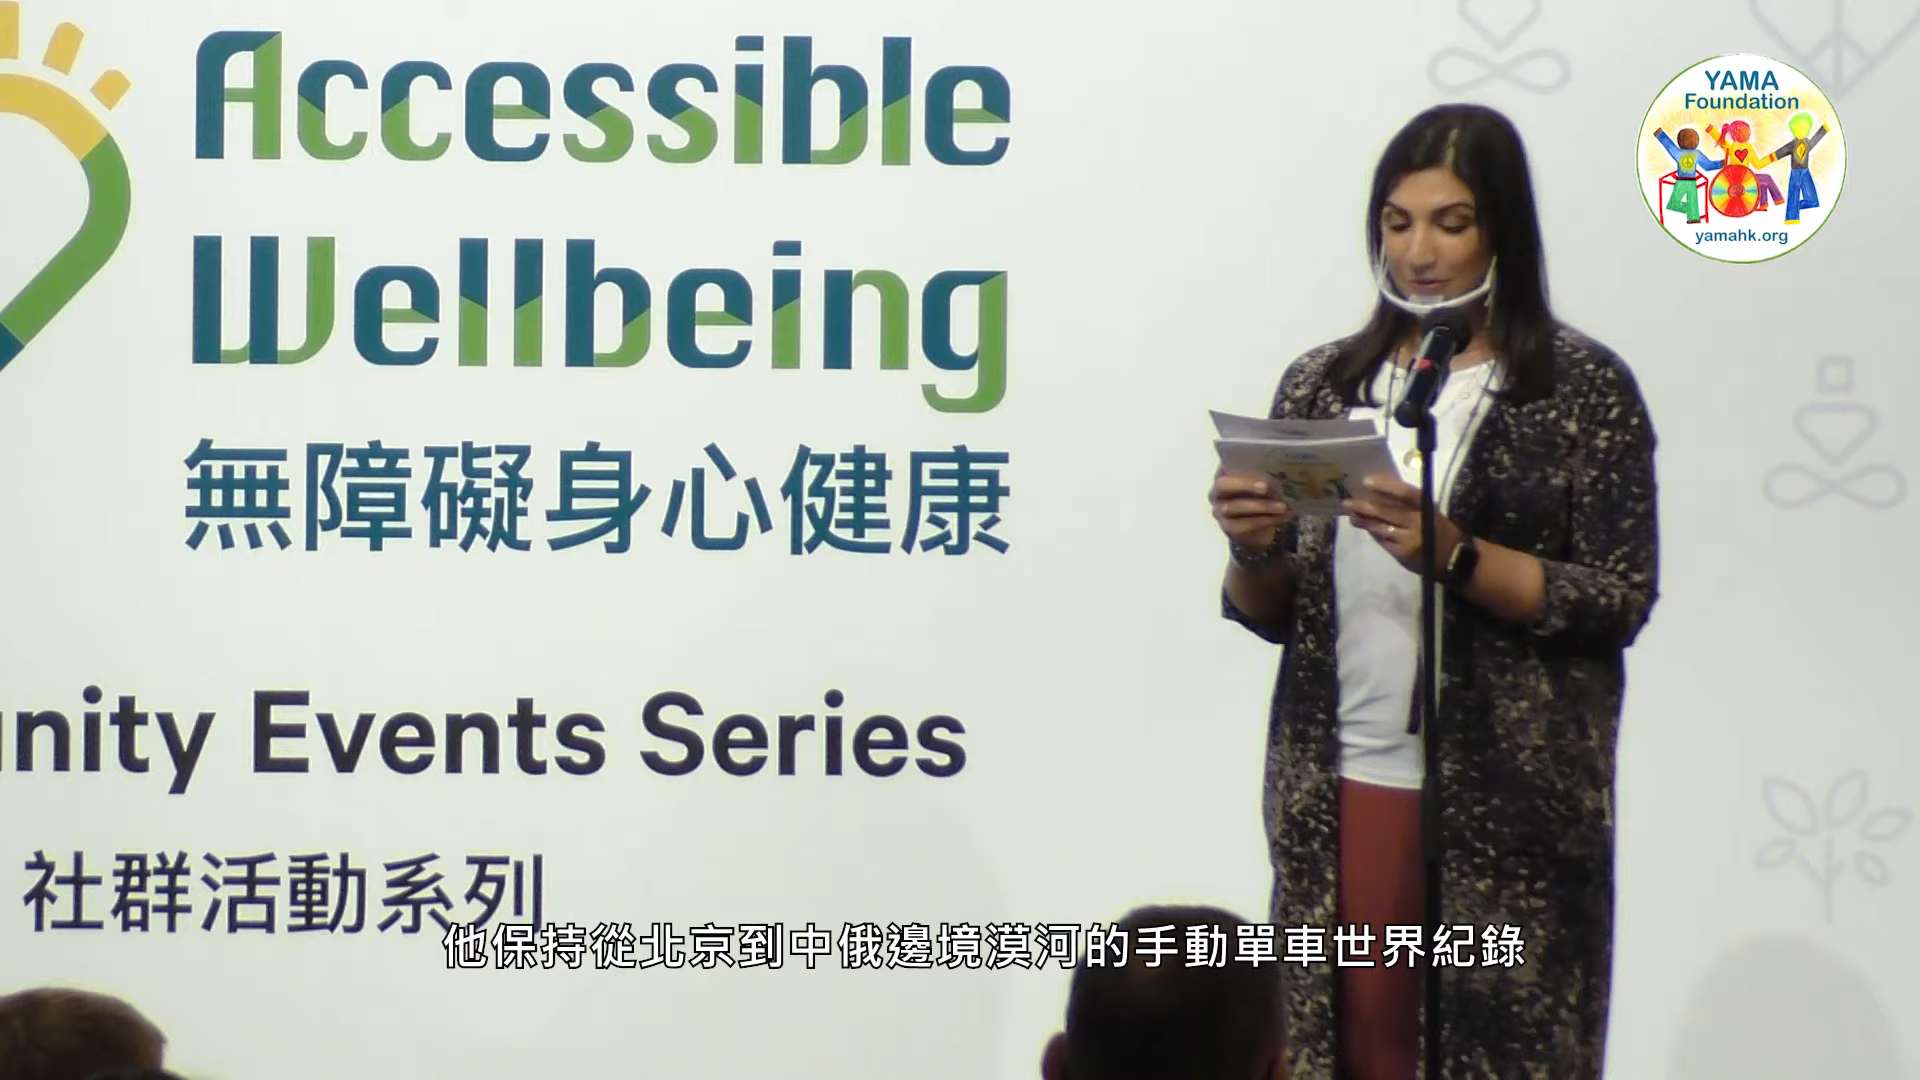 Accessible
Wellbeing
無障礙身心健康
nity Events Series
社群活動系列
他保持從北京到中俄邊境漠河的手動單車世界紀錄
YAMA
Foundation
yamahk.org